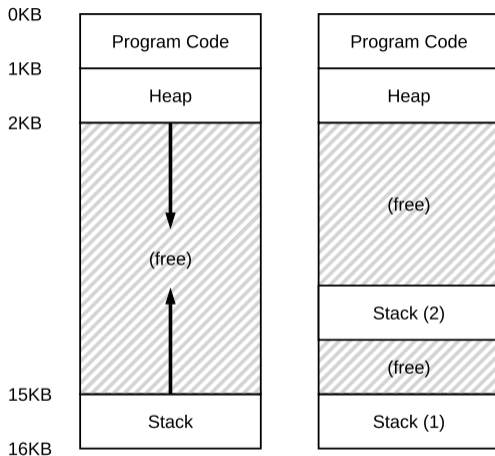 0KB
Program Code
1KB
Heap
2KB
(free)
15KB
Stack
16KB
Program Code
Heap
(free)
Stack (2)
(free)
Stack (1)